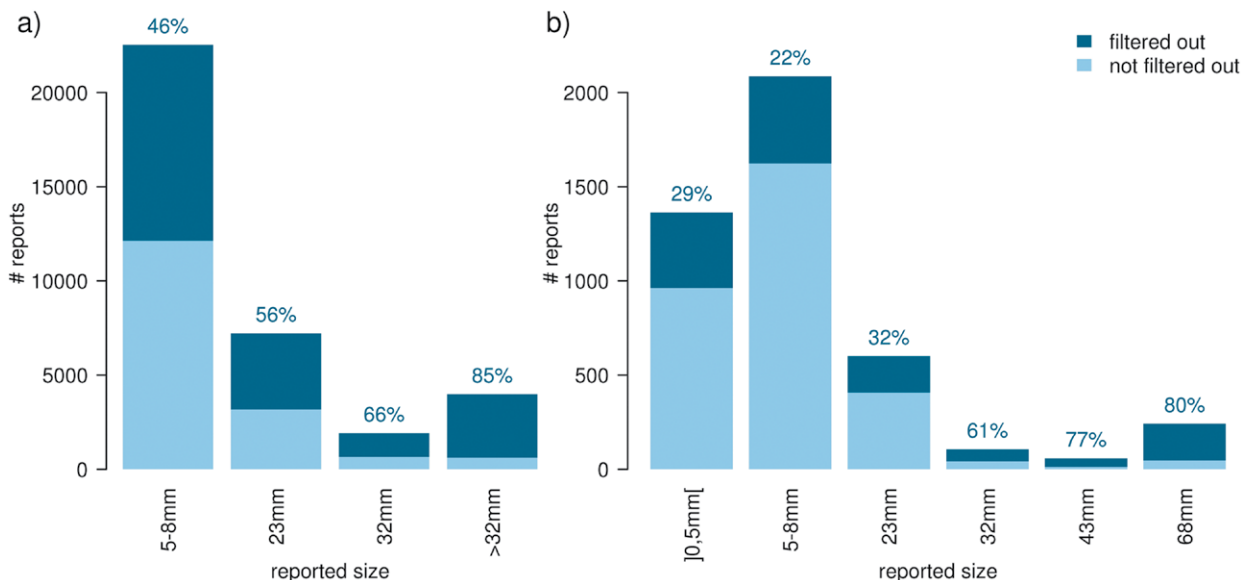 a)
46%
56%
66%
85%
20000
15000
10000
5000
0
# reports
5-8mm
23mm
32mm
>32mm
reported size
b)
filtered out
not filtered out
29%
22%
32%
61%
77%
80%
2000
1500
1000
500
0
# reports
]0,5mm[
5-8mm
23mm
32mm
43mm
68mm
reported size